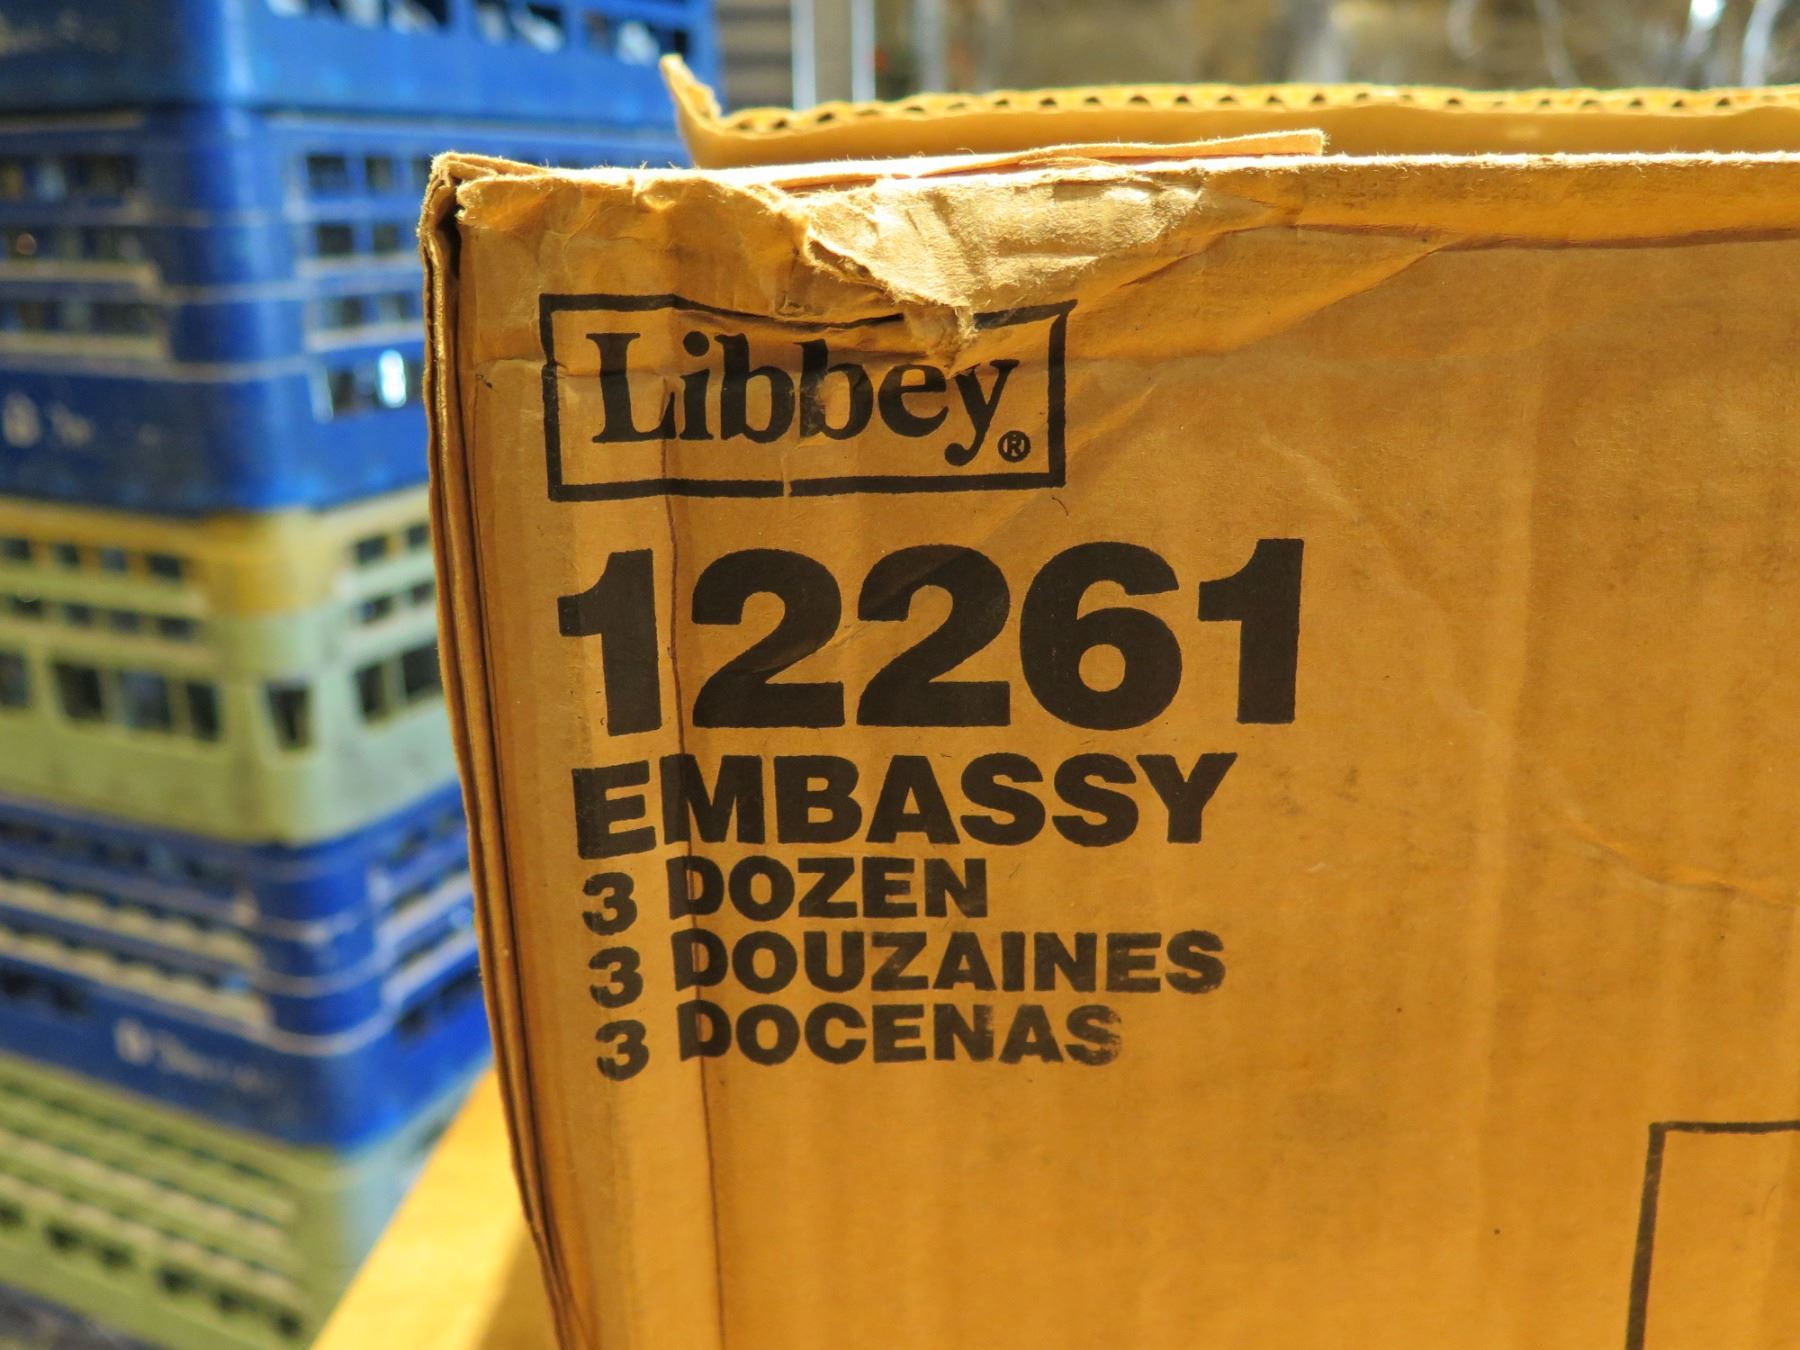 Libbey®
12261
EMBASSY
3 DOZEN
3 DOUZAINES
3 DOCENAS